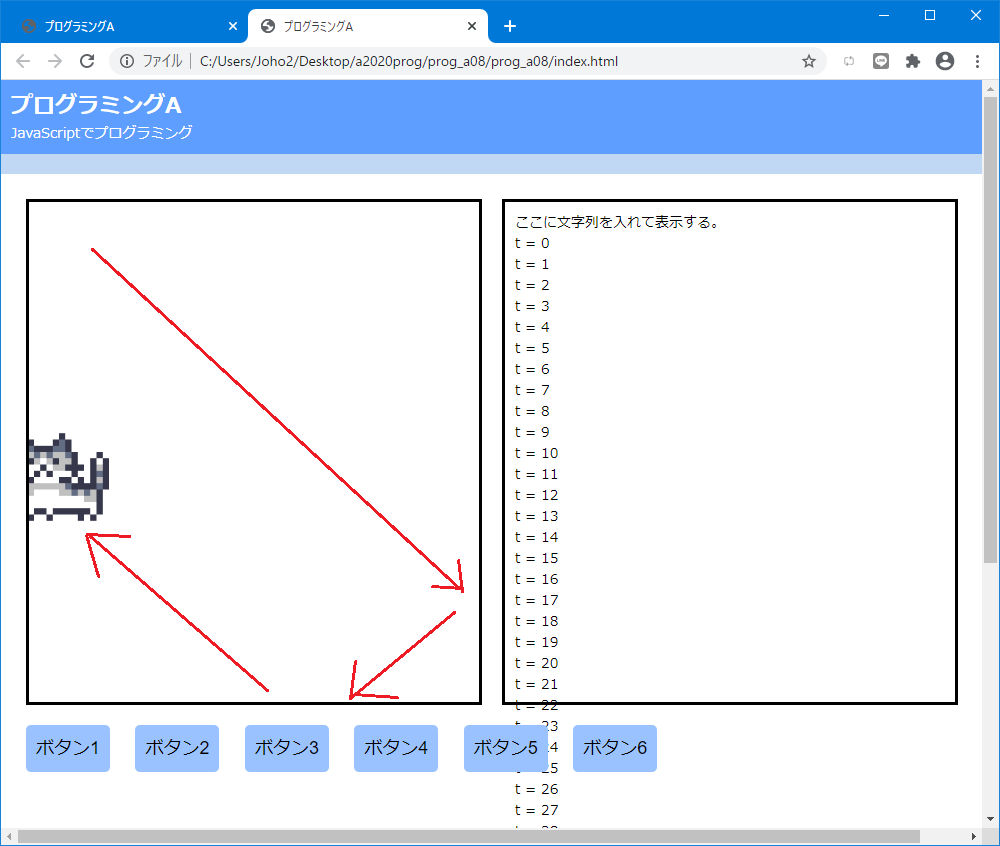 プログラミングA
プログラミングA
ファイル C:/Users/Joho2/Desktop/a2020prog/prog_a08/prog_a08/index.html
プログラミングA
JavaScriptでプログラミング
ここに文字列を入れて表示する。
t = 0
t = 1
t = 2
t = 3
t = 4
t = 5
t = 6
t = 7
t = 8
t = 9
t = 10
t = 11
t = 12
t = 13
t = 14
t = 15
t = 16
t = 17
t = 18
t = 19
t = 20
t = 21
t = 22
ボタン1 ボタン2 ボタン3 ボタン4 ボタン5 ボタン6
t = 26
t = 27